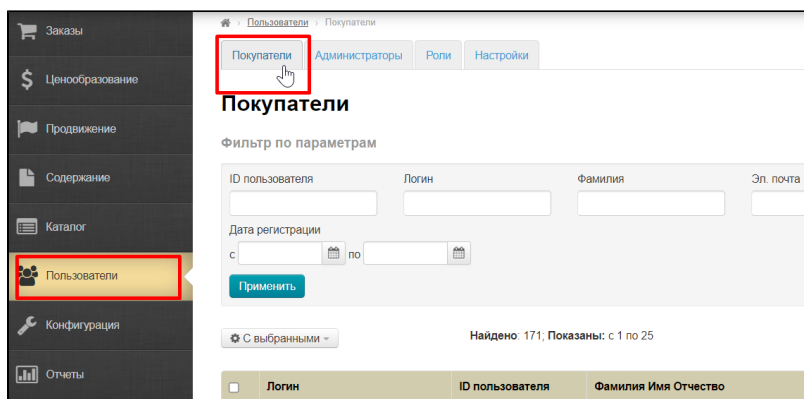 Заказы
Ценообразование
Продвижение
Содержание
Каталог
Пользователи
Конфигурация
Отчеты
Пользователи › Покупатели
Покупатели Администраторы Роли Настройки
Покупатели
Фильтр по параметрам
ID пользователя Логин Фамилия Эл. почта
Дата регистрации
с по
Применить
С выбранными Найдено: 171; Показаны: с 1 по 25
Логин ID пользователя Фамилия Имя Отчество